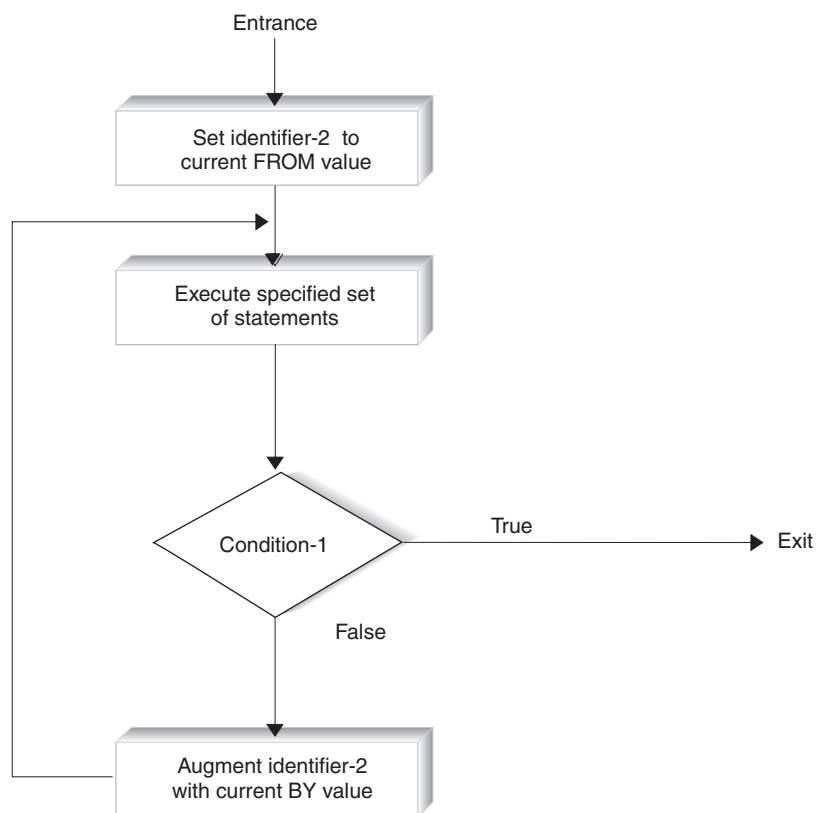 Entrance
Set identifier-2 to
current FROM value
Execute specified set
of statements
Condition-1
True
Exit
False
Augment identifier-2
with current BY value